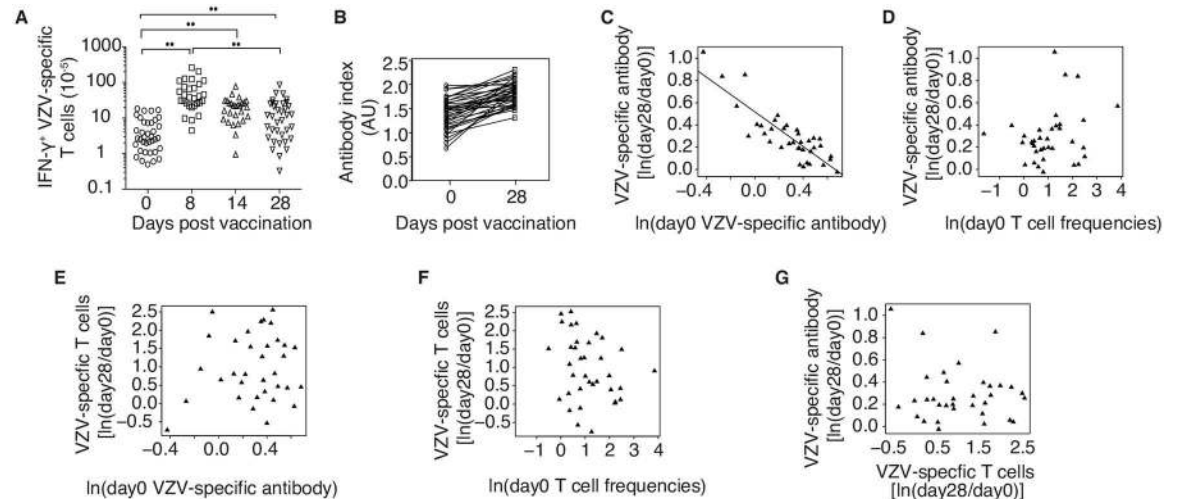 A
IFN-γ+ VZV-specific
T cells (10-5)
**
**
**
**
1000
100
10
1
0.1
0
8
14
28
Days post vaccination
B
Antibody index
(AU)
2.5
2.0
1.5
1.0
0.5
0.0
0
28
Days post vaccination
C
VZV-specific antibody
[ln(day28/day0)]
1.0
0.8
0.6
0.4
0.2
0.0
−0.4
0.0
0.4
ln(day0 VZV-specific antibody)
D
VZV-specific antibody
[ln(day28/day0)]
1.0
0.8
0.6
0.4
0.2
0.0
−1
0
1
2
3
4
ln(day0 T cell frequencies)
E
VZV-specfic T cells
[ln(day28/day0)]
2.5
2.0
1.5
1.0
0.5
0.0
−0.5
−0.4
0.0
0.4
ln(day0 VZV-specific antibody)
F
VZV-specfic T cells
[ln(day28/day0)]
2.5
2.0
1.5
1.0
0.5
0.0
−0.5
−1
0
1
2
3
4
ln(day0 T cell frequencies)
G
VZV-specific antibody
[ln(day28/day0)]
1.0
0.8
0.6
0.4
0.2
0.0
−0.5
0.5
1.5
2.5
VZV-specfic T cells
[ln(day28/day0)]